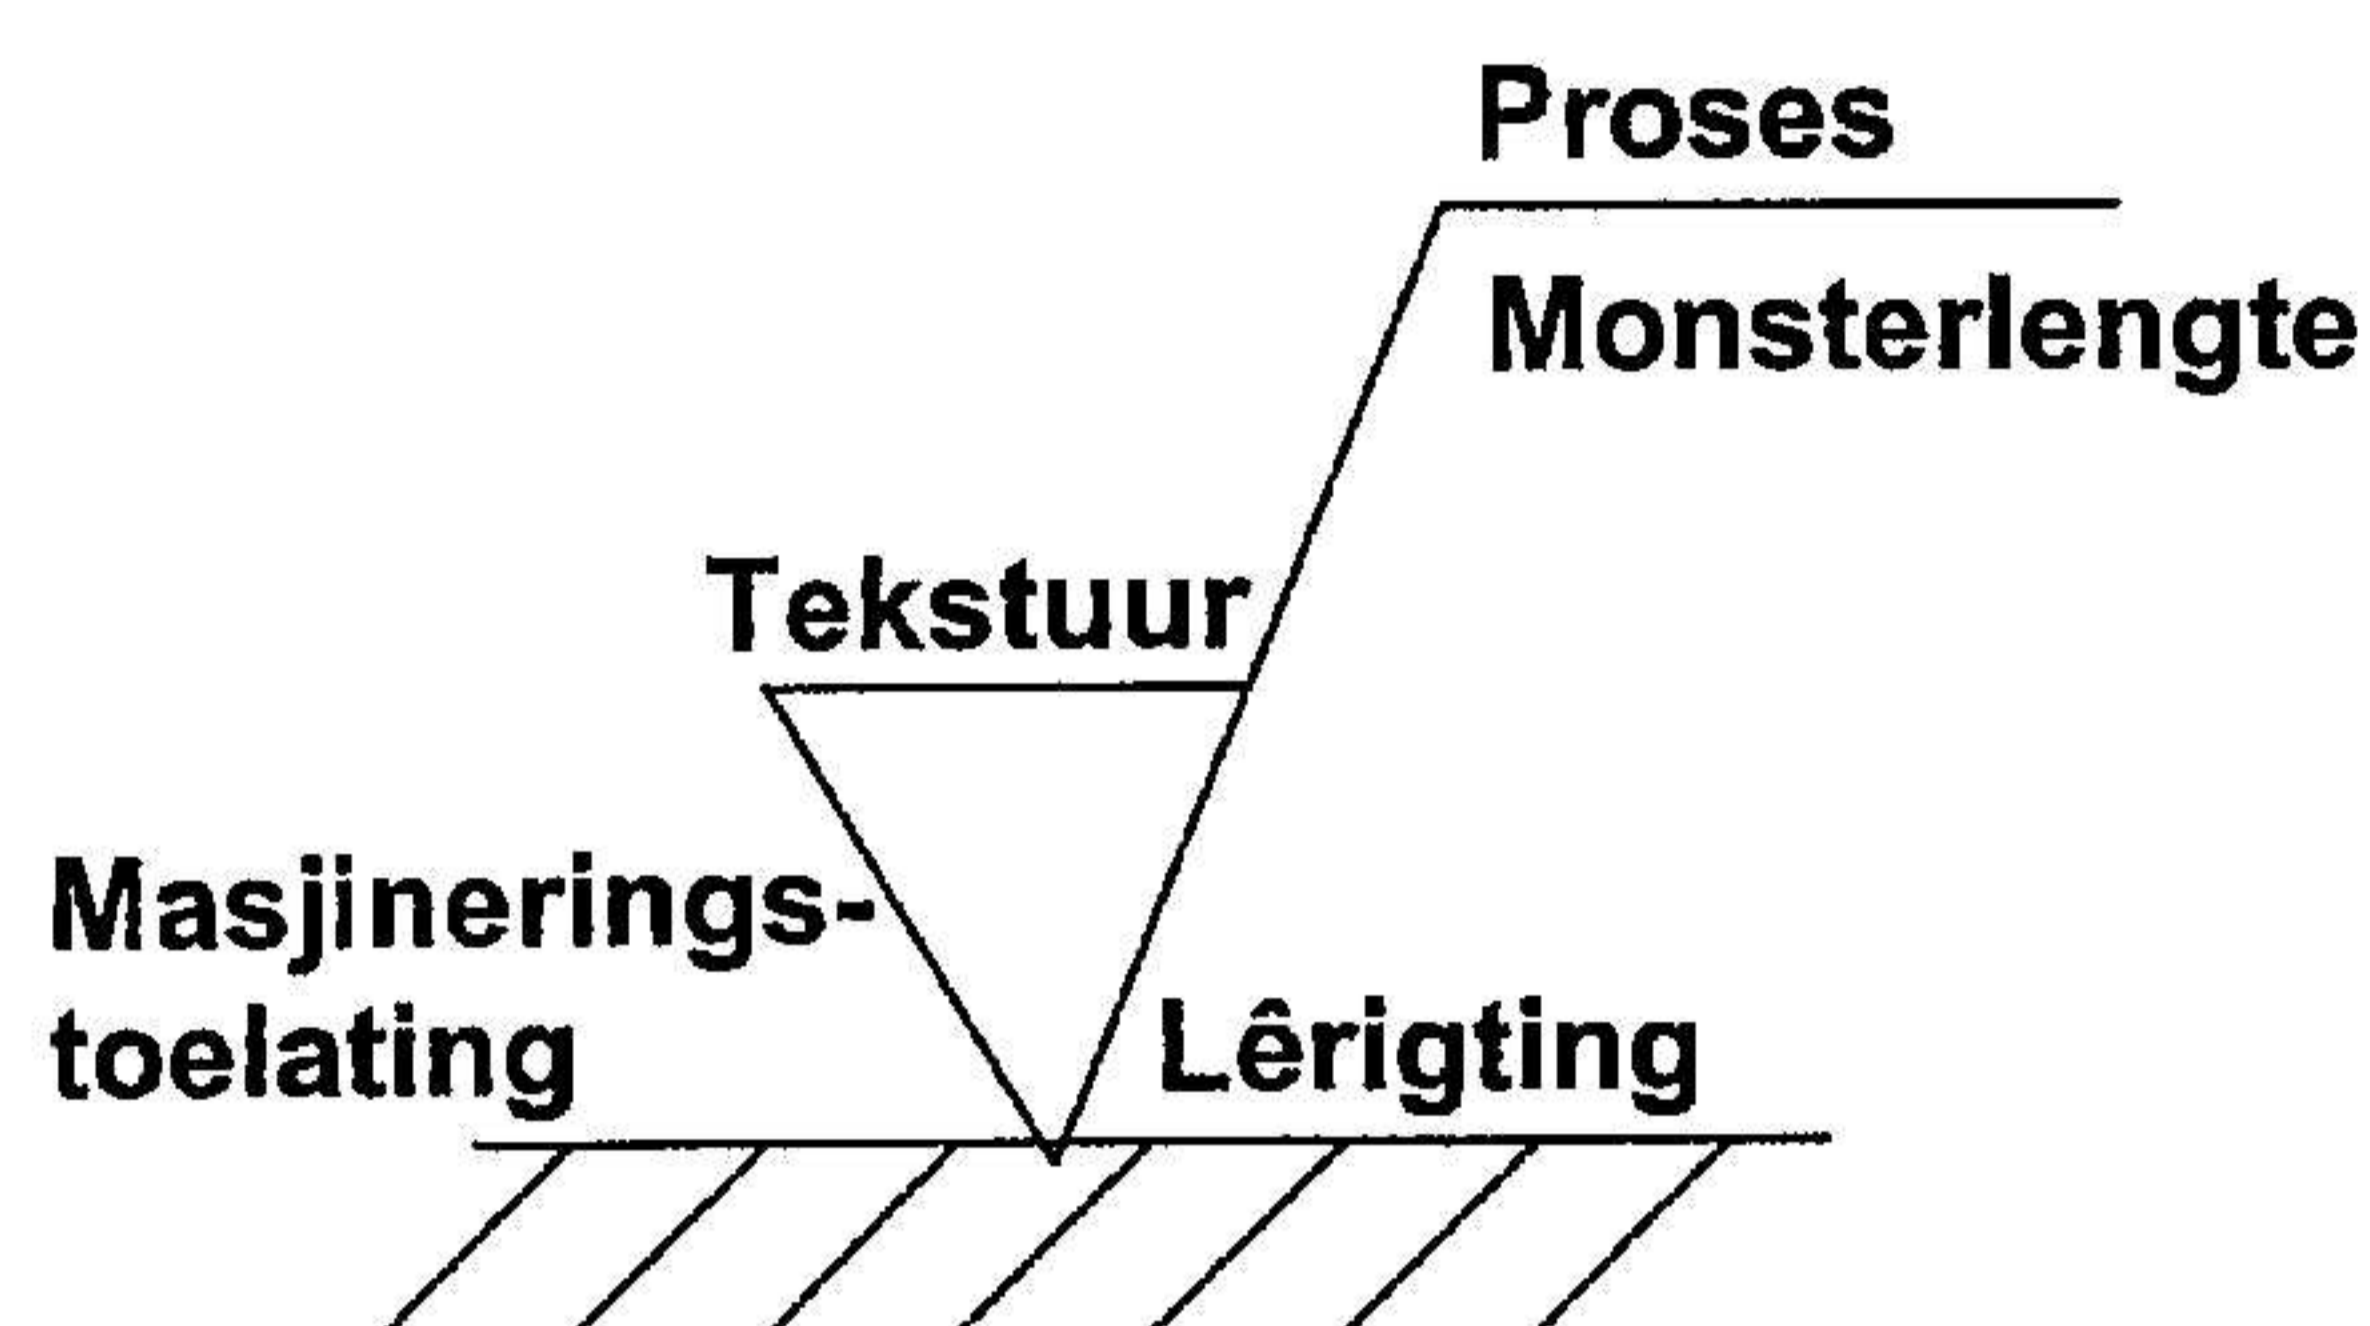 Proses
Monsterlengte
Tekstuur
Masjinerings-
toelating
Lêrigting